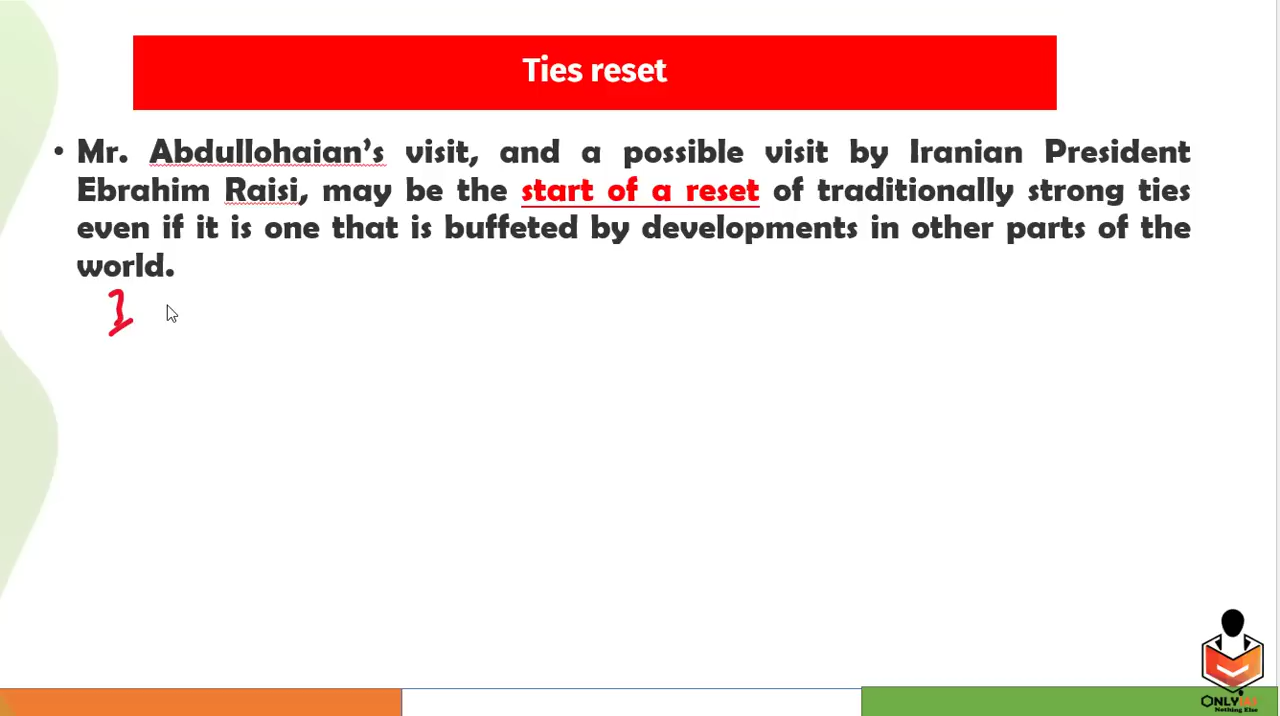 Ties reset
• Mr. Abdullohaian's visit, and a possible visit by Iranian President
Ebrahim Raisi, may be the start of a reset of traditionally strong ties
even if it is one that is buffeted by developments in other parts of the
world.
I
Nothing Else